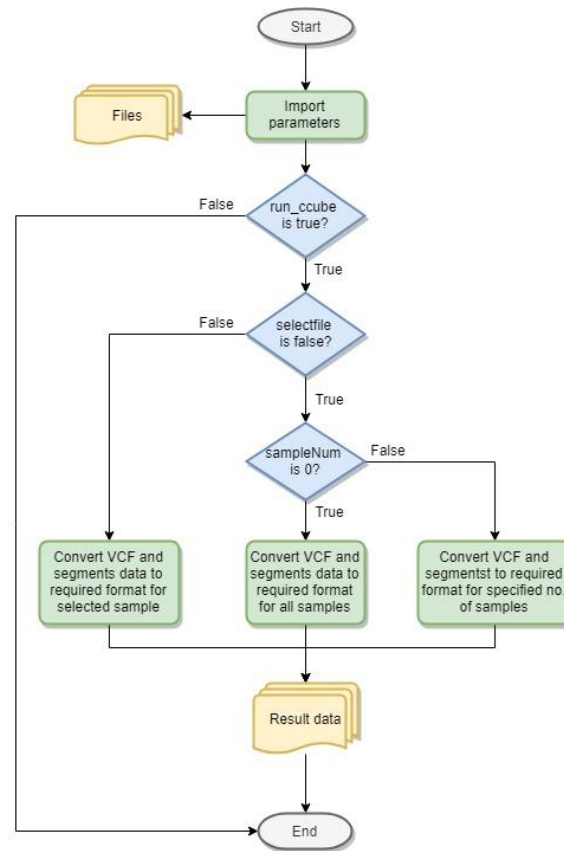 Start
Files
Import
parameters
False
run_ccube
is true?
True
False
selectfile
is false?
True
sampleNum
is 0?
False
True
Convert VCF and
segments data to
required format for
selected sample
Convert VCF and
segments data to
required format
for all samples
Convert VCF and
segmentst to required
format for specified no.
of samples
Result data
End